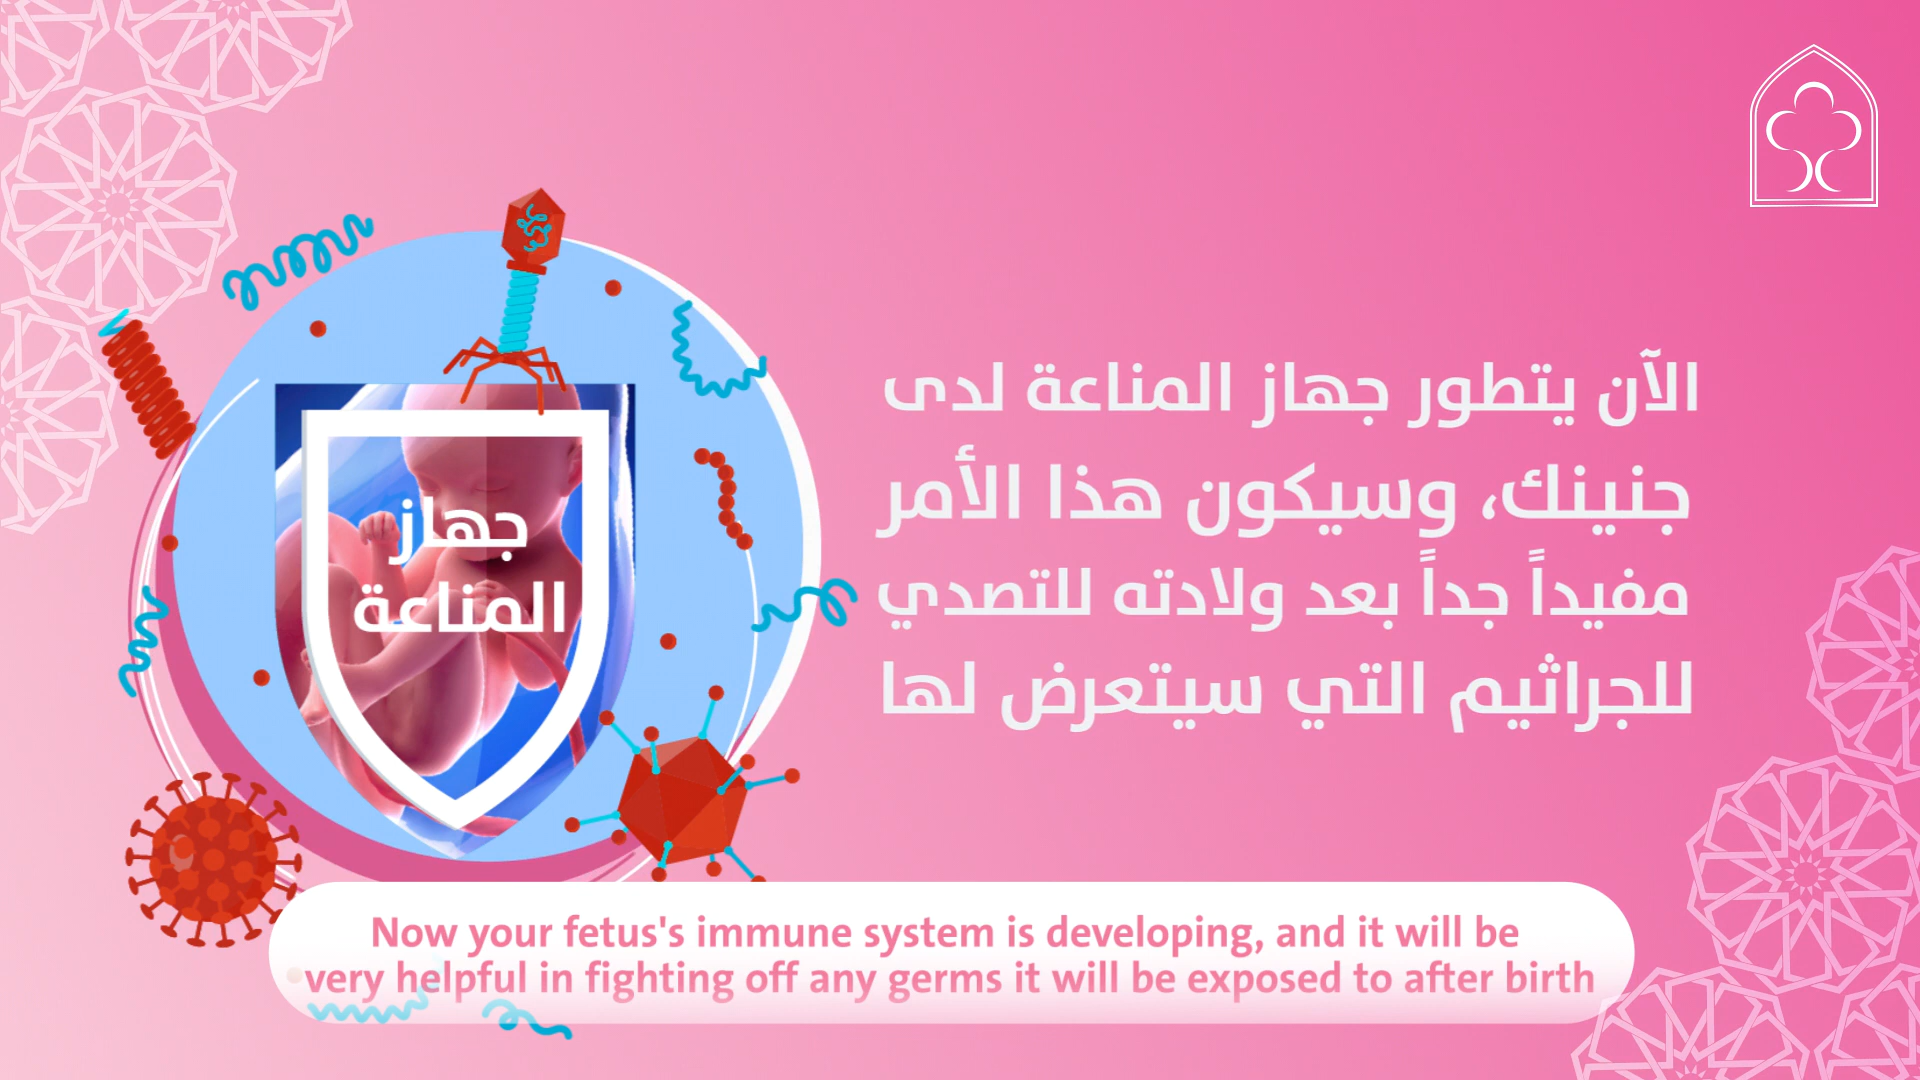 الآن يتطور جهاز المناعة لدى
جنينك، وسيكون هذا الأمر
مفيداً جداً بعد ولادته للتصدي
للجراثيم التي سيتعرض لها
جهاز
المناعة
Now your fetus's immune system is developing, and it will be
very helpful in fighting off any germs it will be exposed to after birth